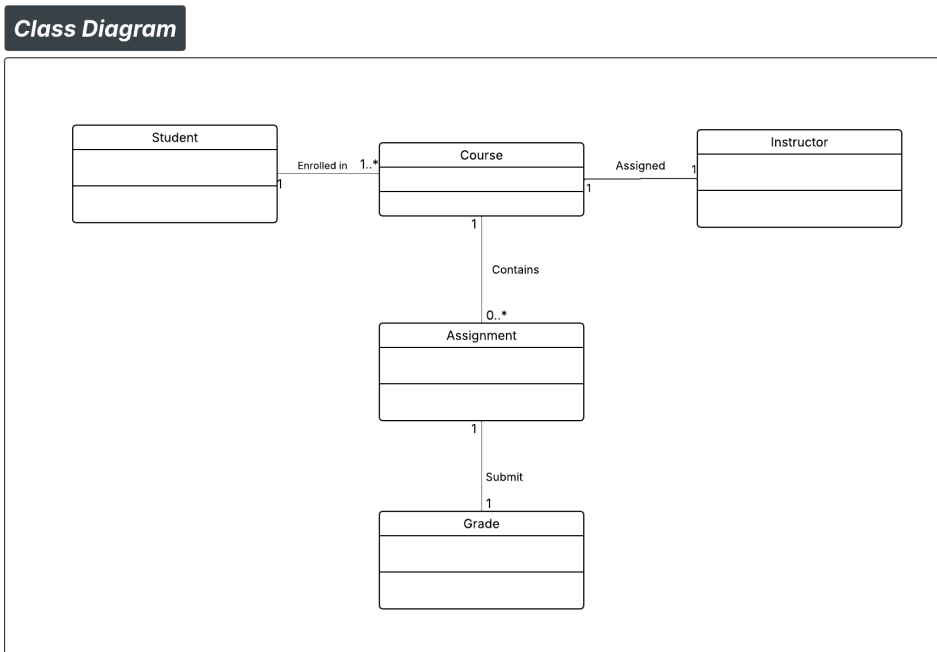 Class Diagram
Student
Enrolled in
1..*
1
Course
Assigned
1
1
Instructor
1
Contains
0..*
Assignment
1
Submit
1
Grade